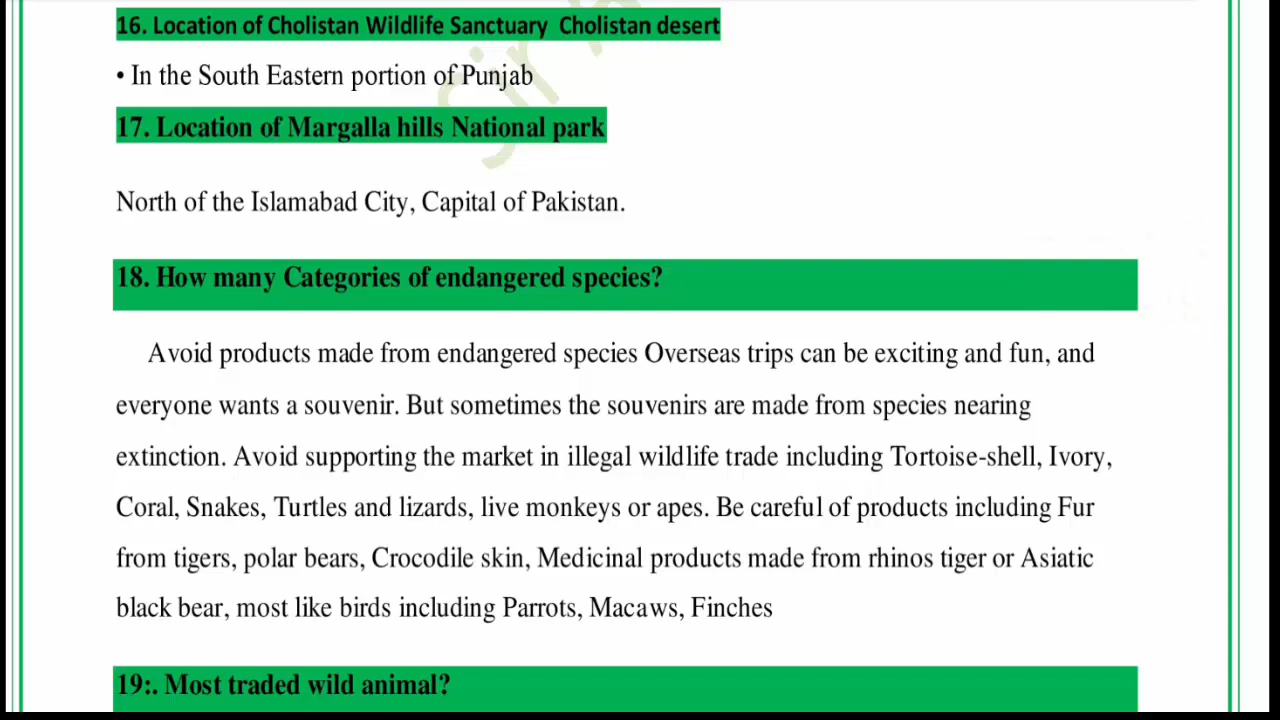 16. Location of Cholistan Wildlife Sanctuary  Cholistan desert
• In the South Eastern portion of Punjab
17. Location of Margalla hills National park
North of the Islamabad City, Capital of Pakistan.
18. How many Categories of endangered species?
Avoid products made from endangered species Overseas trips can be exciting and fun, and
everyone wants a souvenir. But sometimes the souvenirs are made from species nearing
extinction. Avoid supporting the market in illegal wildlife trade including Tortoise-shell, Ivory,
Coral, Snakes, Turtles and lizards, live monkeys or apes. Be careful of products including Fur
from tigers, polar bears, Crocodile skin, Medicinal products made from rhinos tiger or Asiatic
black bear, most like birds including Parrots, Macaws, Finches
19:. Most traded wild animal?